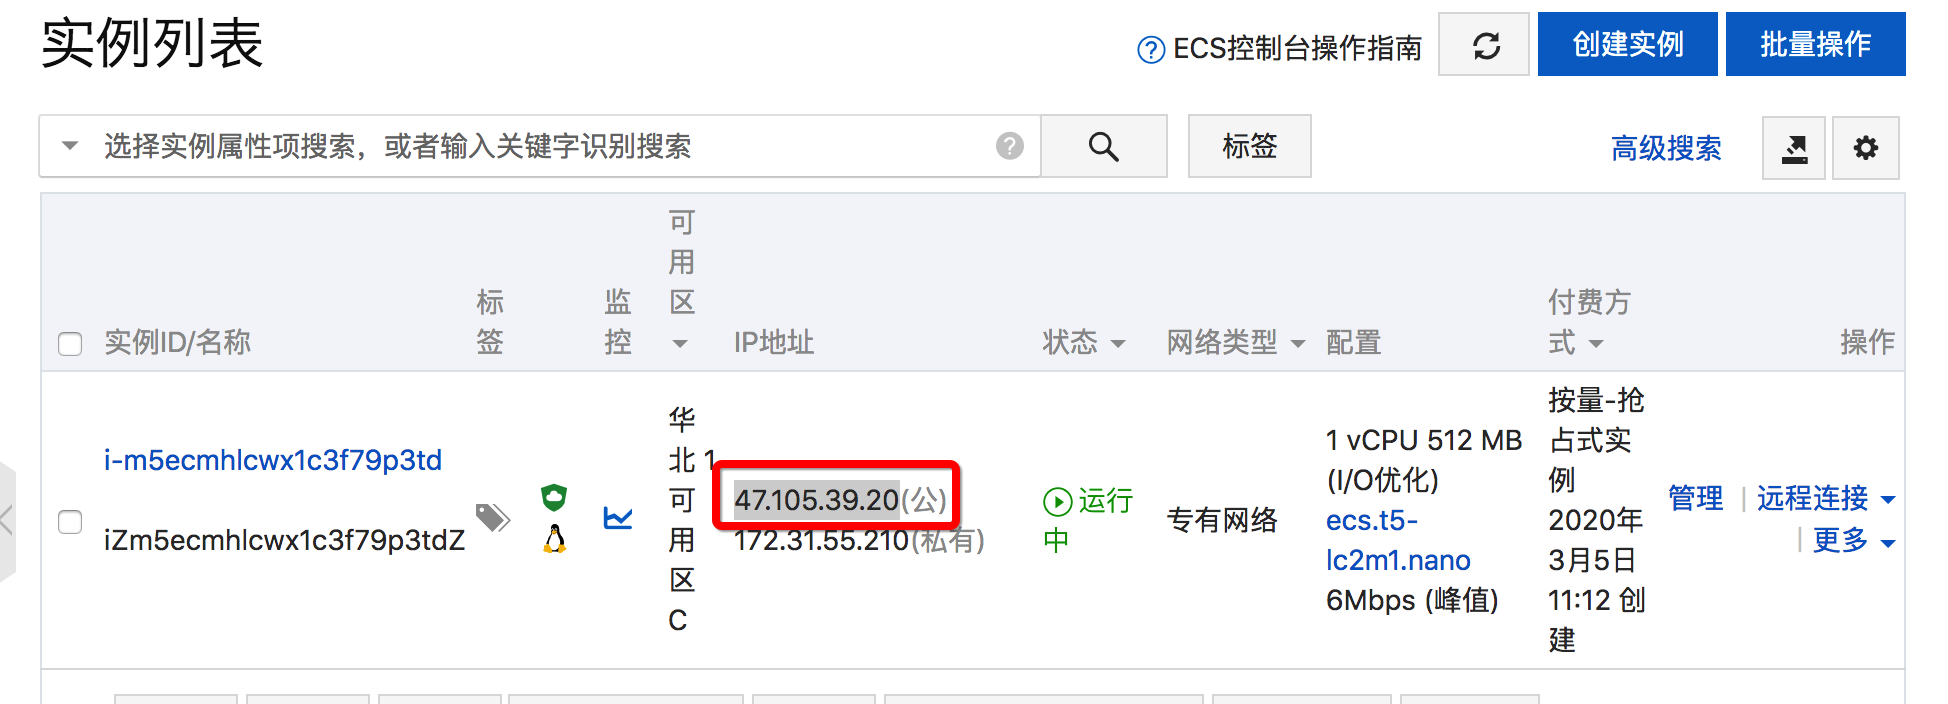 实例列表
ECS控制台操作指南
创建实例
批量操作
选择实例属性项搜索，或者输入关键字识别搜索
标签
高级搜索
实例ID/名称
标
签
监
控
可
用
区
IP地址
状态
网络类型
配置
付费方
式
操作
i-m5ecmhlcwx1c3f79p3td
iZm5ecmhlcwx1c3f79p3tdZ
华
北 1
可
用
区
C
47.105.39.20(公)
172.31.55.210(私有)
运行
中
专有网络
1 vCPU 512 MB
(I/O优化)
ecs.t5-
lc2m1.nano
6Mbps (峰值)
按量-抢
占式实
例
2020年
3月5日
11:12 创
建
管理 | 远程连接
| 更多